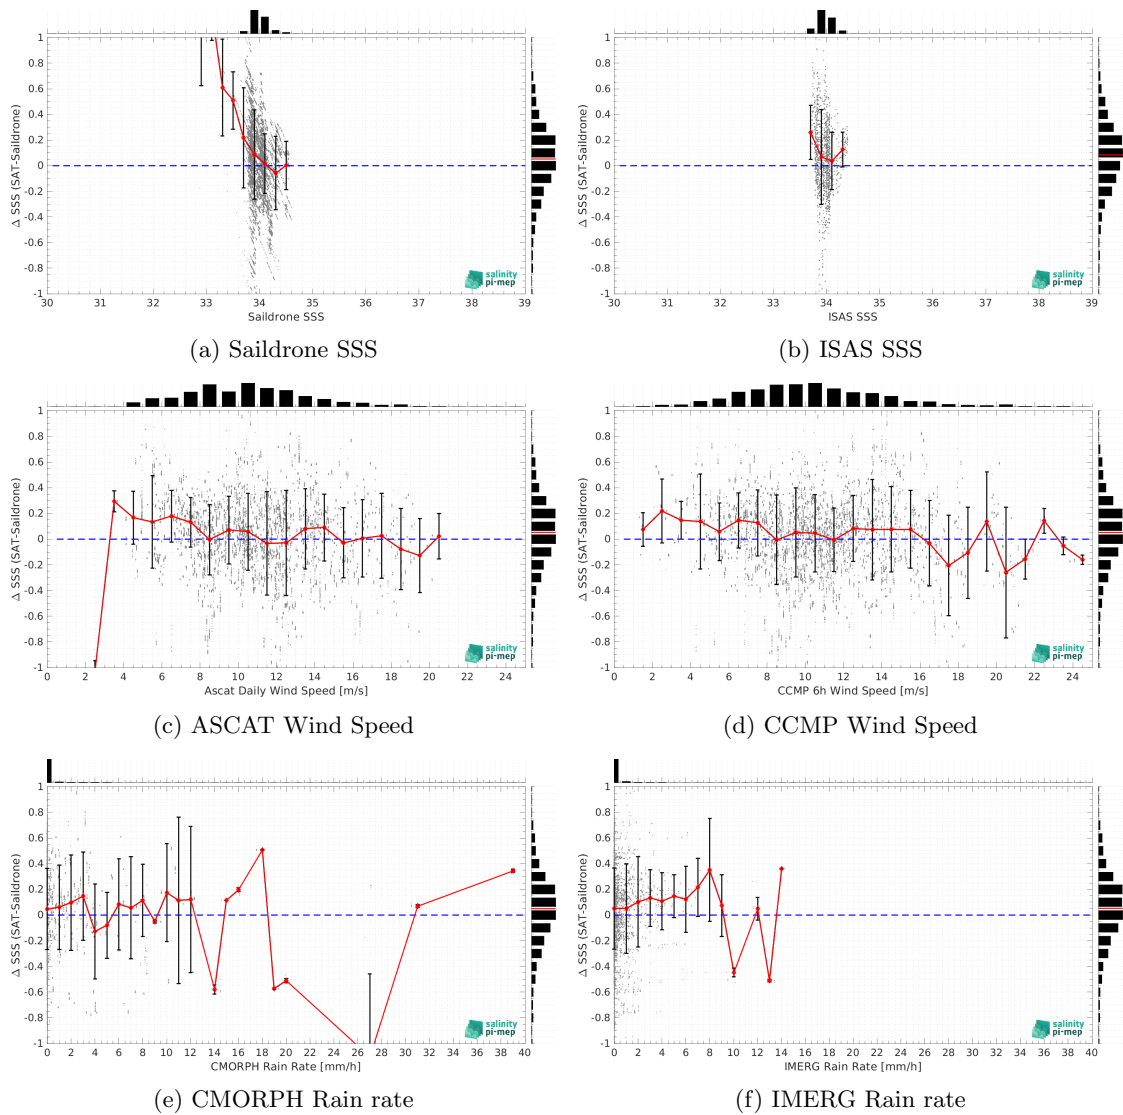 1
0.8
0.6
0.4
0.2
0
-0.2
-0.4
-0.6
-0.8
-1
Δ SSS (SAT-Saildrone)
30 31 32 33 34 35 36 37 38 39
Saildrone SSS
salinity
pi-mep
(a) Saildrone SSS
1
0.8
0.6
0.4
0.2
0
-0.2
-0.4
-0.6
-0.8
-1
Δ SSS (SAT-Saildrone)
30 31 32 33 34 35 36 37 38 39
ISAS SSS
salinity
pi-mep
(b) ISAS SSS
1
0.8
0.6
0.4
0.2
0
-0.2
-0.4
-0.6
-0.8
-1
Δ SSS (SAT-Saildrone)
0 2 4 6 8 10 12 14 16 18 20 22 24
Ascat Daily Wind Speed [m/s]
salinity
pi-mep
(c) ASCAT Wind Speed
1
0.8
0.6
0.4
0.2
0
-0.2
-0.4
-0.6
-0.8
-1
Δ SSS (SAT-Saildrone)
0 2 4 6 8 10 12 14 16 18 20 22 24
CCMP 6h Wind Speed [m/s]
salinity
pi-mep
(d) CCMP Wind Speed
1
0.8
0.6
0.4
0.2
0
-0.2
-0.4
-0.6
-0.8
-1
Δ SSS (SAT-Saildrone)
0 2 4 6 8 10 12 14 16 18 20 22 24 26 28 30 32 34 36 38 40
CMORPH Rain Rate [mm/h]
salinity
pi-mep
(e) CMORPH Rain rate
1
0.8
0.6
0.4
0.2
0
-0.2
-0.4
-0.6
-0.8
-1
Δ SSS (SAT-Saildrone)
0 2 4 6 8 10 12 14 16 18 20 22 24 26 28 30 32 34 36 38 40
IMERG Rain Rate [mm/h]
salinity
pi-mep
(f) IMERG Rain rate